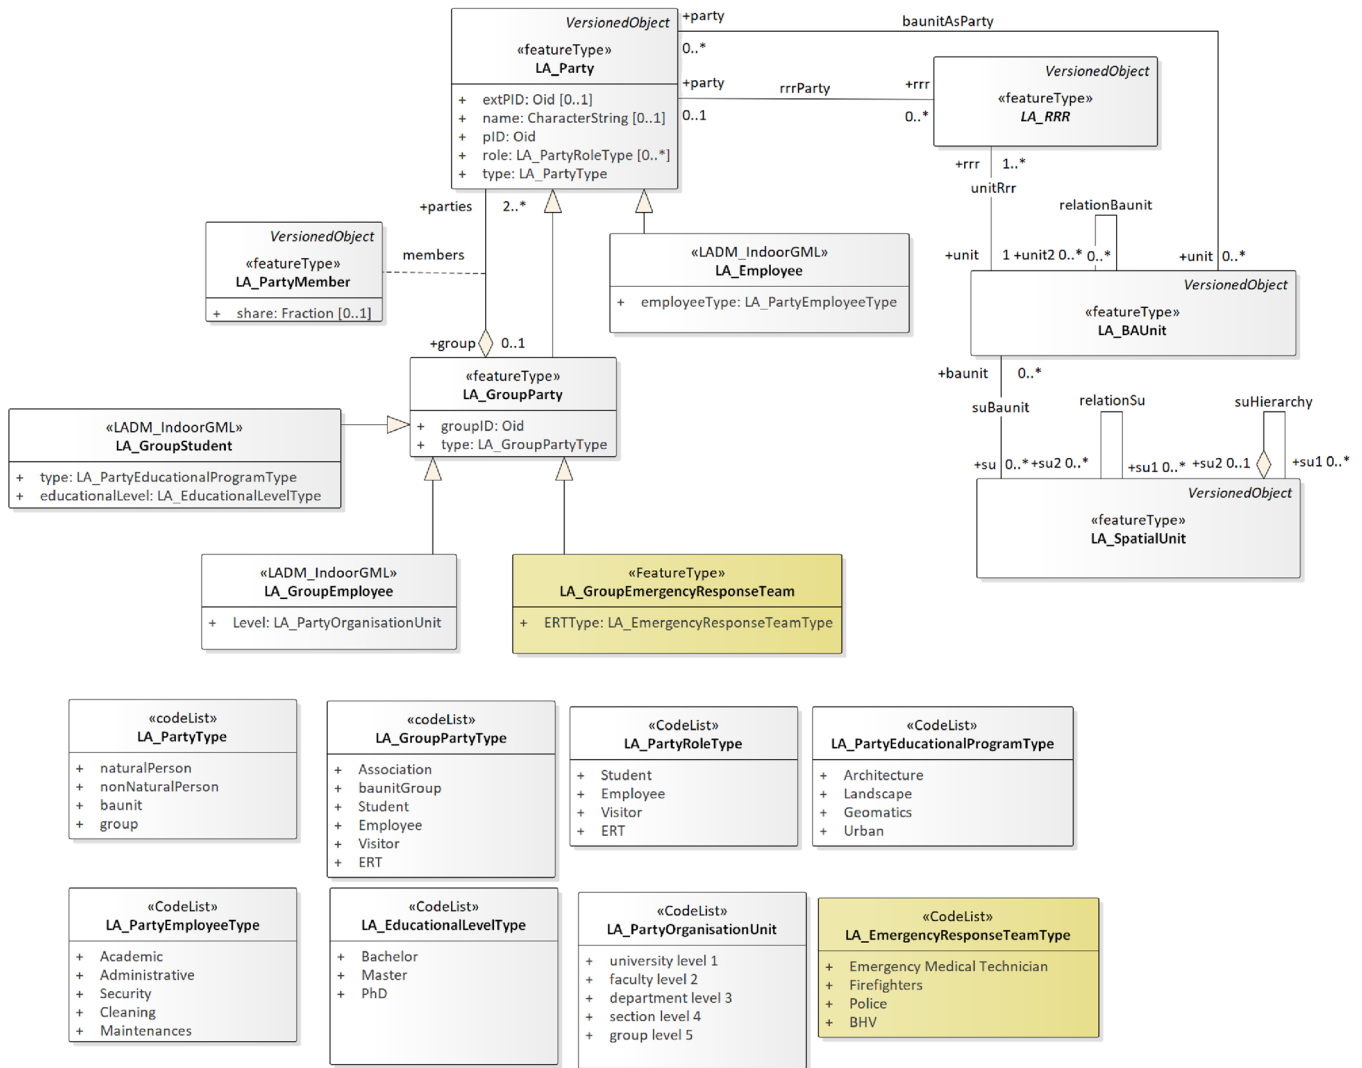 VersionedObject
«featureType»
LA_Party
+ extPID: Oid [0..1]
+ name: CharacterString [0..1]
+ pID: Oid
+ role: LA_PartyRoleType [0..*]
+ type: LA_PartyType
+party
0..*
baunitAsParty
+party
0..1
rrrParty
+rrr
0..*
VersionedObject
«featureType»
LA_RRR
+rrr 1..*
unitRrr
relationBaunit
+unit 1 +unit2 0..* 0..*
+unit 0..*
+parties 2..*
members
VersionedObject
«featureType»
LA_PartyMember
+ share: Fraction [0..1]
«LADM_IndoorGML»
LA_Employee
+ employeeType: LA_PartyEmployeeType
VersionedObject
«featureType»
LA_BAUnit
+group 0..1
«featureType»
LA_GroupParty
+ groupID: Oid
+ type: LA_GroupPartyType
+baunit 0..*
suBaunit
relationSu
suHierarchy
+su 0..* +su2 0..* +su1 0..* +su2 0..1 +su1 0..*
VersionedObject
«featureType»
LA_SpatialUnit
«LADM_IndoorGML»
LA_GroupStudent
+ type: LA_PartyEducationalProgramType
+ educationalLevel: LA_EducationalLevelType
«LADM_IndoorGML»
LA_GroupEmployee
+ Level: LA_PartyOrganisationUnit
«FeatureType»
LA_GroupEmergencyResponseTeam
+ ERTType: LA_EmergencyResponseTeamType
«codeList»
LA_PartyType
+ naturalPerson
+ nonNaturalPerson
+ baunit
+ group
«codeList»
LA_GroupPartyType
+ Association
+ baunitGroup
+ Student
+ Employee
+ Visitor
+ ERT
«CodeList»
LA_PartyRoleType
+ Student
+ Employee
+ Visitor
+ ERT
«CodeList»
LA_PartyEducationalProgramType
+ Architecture
+ Landscape
+ Geomatics
+ Urban
«CodeList»
LA_PartyEmployeeType
+ Academic
+ Administrative
+ Security
+ Cleaning
+ Maintenances
«CodeList»
LA_EducationalLevelType
+ Bachelor
+ Master
+ PhD
«CodeList»
LA_PartyOrganisationUnit
+ university level 1
+ faculty level 2
+ department level 3
+ section level 4
+ group level 5
«CodeList»
LA_EmergencyResponseTeamType
+ Emergency Medical Technician
+ Firefighters
+ Police
+ BHV